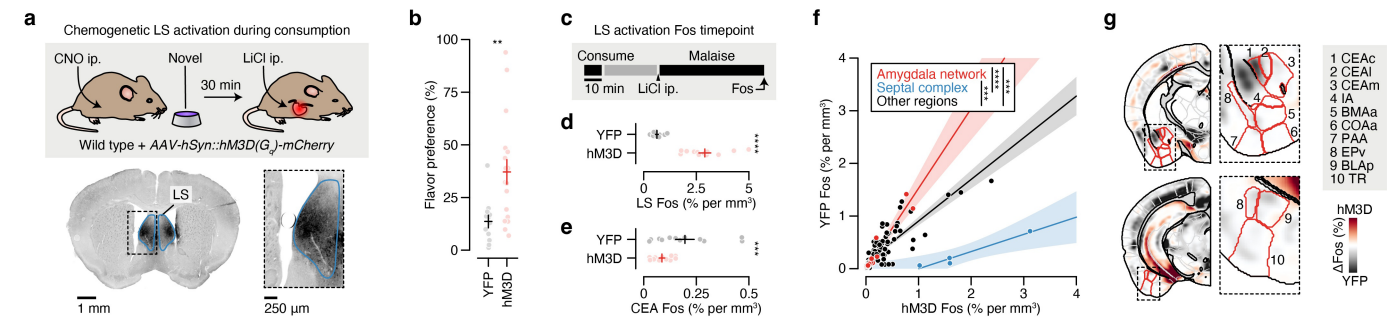 a
Chemogenetic LS activation during consumption
CNO ip.
Novel
LiCl ip.
30 min
Wild type + AAV-hSyn::hM3D(Gq)-mCherry
LS
1 mm
250 µm
b
**
Flavor preference (%)
100
75
50
25
0
YFP
hM3D
c
LS activation Fos timepoint
Consume
Malaise
10 min
LiCl ip.
Fos
d
YFP
hM3D
****
0
2.5
5
LS Fos (% per mm³)
e
YFP
hM3D
***
0
0.25
0.5
CEA Fos (% per mm³)
f
YFP Fos (% per mm³)
4
3
2
1
0
Amygdala network
Septal complex
Other regions
***
****
***
0
1
2
3
4
hM3D Fos (% per mm³)
g
1
2
3
4
5
6
7
8
8
9
10
1 CEAc
2 CEAl
3 CEAm
4 IA
5 BMAa
6 COAa
7 PAA
8 EPv
9 BLAp
10 TR
hM3D
ΔFos (%)
YFP